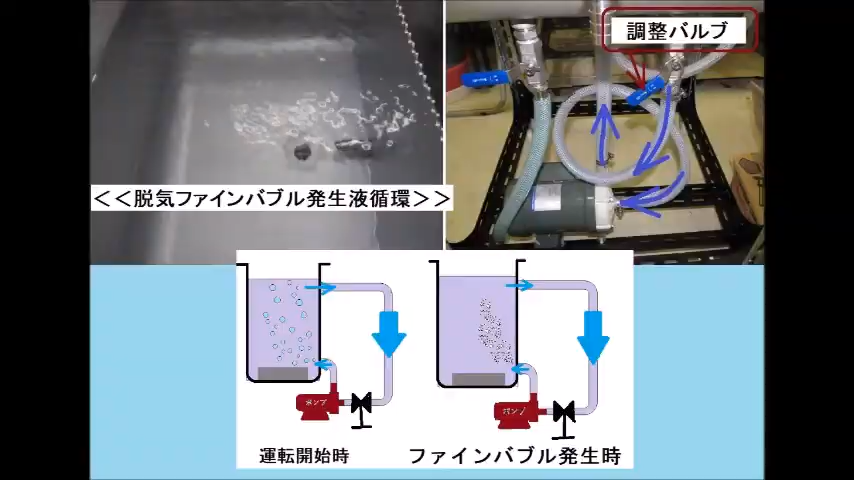 調整バルブ
<<脱気ファインバブル発生液循環>>
ポンプ
ポンプ
運転開始時
ファインバブル発生時